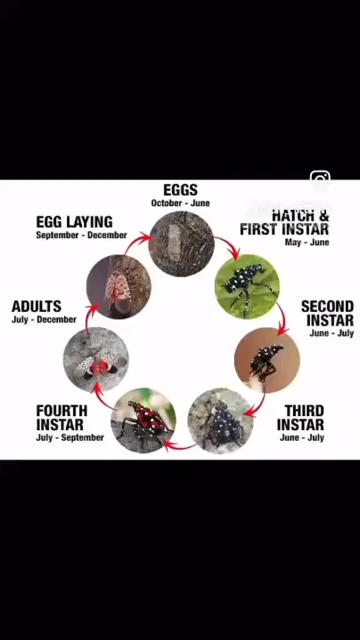 EGGS
October - June
HATCH &
FIRST INSTAR
May - June
SECOND
INSTAR
June - July
THIRD
INSTAR
June - July
FOURTH
INSTAR
July - September
ADULTS
July - December
EGG LAYING
September - December